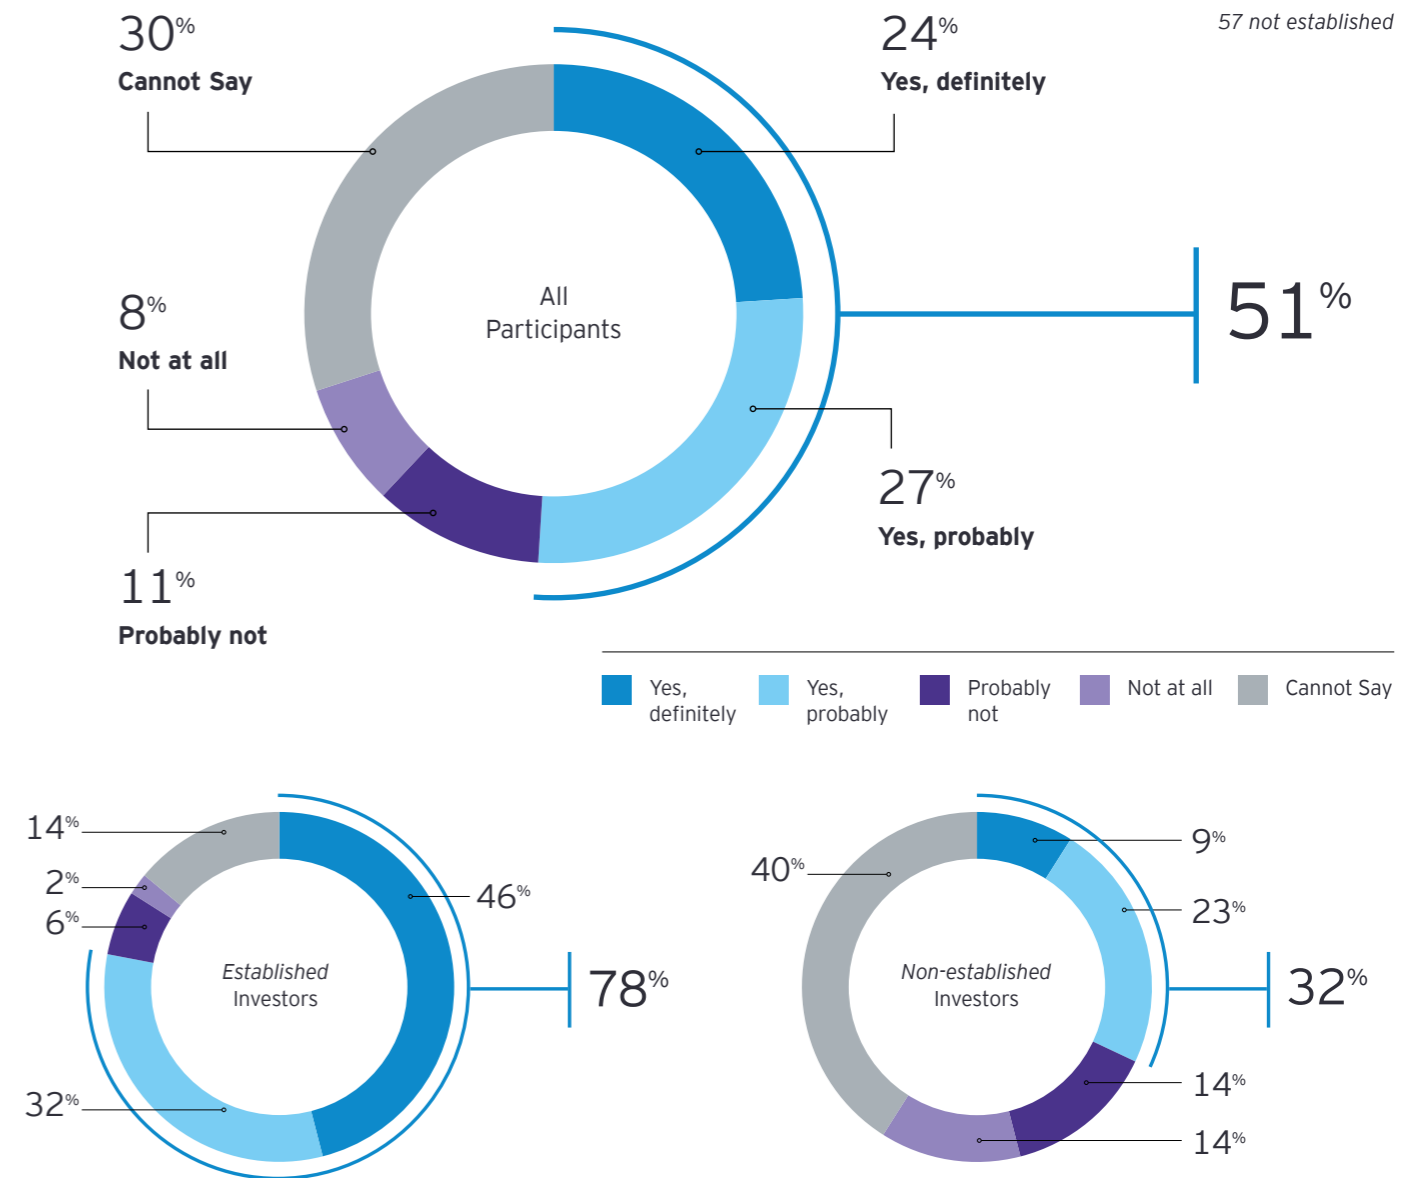 57 not established
30%
Cannot Say
24%
Yes, definitely
8%
Not at all
All
Participants
51%
27%
Yes, probably
11%
Probably not
Yes,
definitely
Yes,
probably
Probably
not
Not at all
Cannot Say
14%
2%
6%
46%
Established
Investors
78%
32%
40%
9%
23%
Non-established
Investors
32%
14%
14%